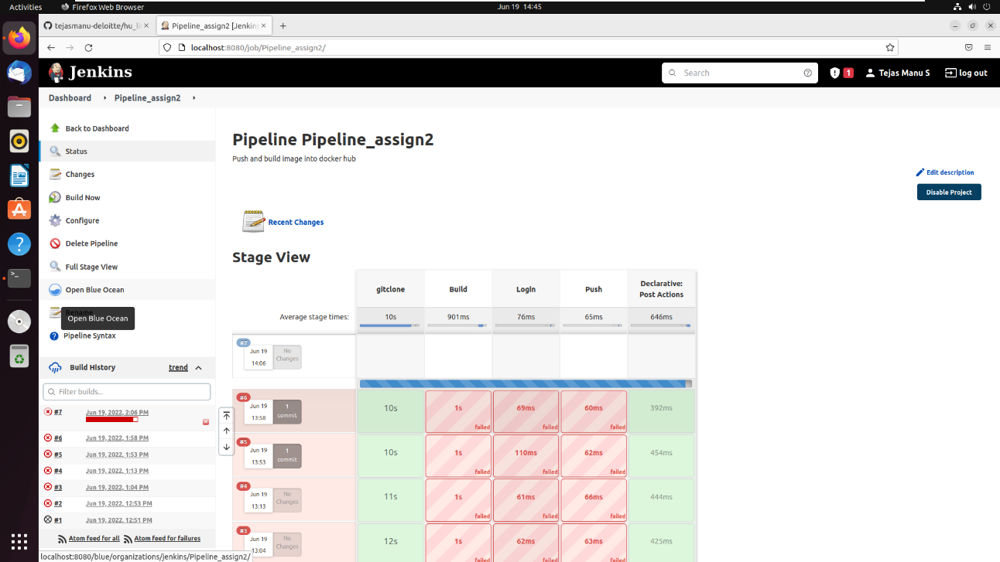 Activities
Firefox Web Browser
Jun 19 14:45
tejasmanu-deloitte/hu_li
Pipeline_assign2 [Jenkins
localhost:8080/job/Pipeline_assign2/
Jenkins
Search
1
Tejas Manu S
log out
Dashboard
Pipeline_assign2
Back to Dashboard
Status
Changes
Build Now
Configure
Delete Pipeline
Full Stage View
Open Blue Ocean
Rename
Open Blue Ocean
Pipeline Syntax
Build History
trend
Filter builds...
#7 Jun 19, 2022, 2:06 PM
#6 Jun 19, 2022, 1:58 PM
#5 Jun 19, 2022, 1:53 PM
#4 Jun 19, 2022, 1:13 PM
#3 Jun 19, 2022, 1:04 PM
#2 Jun 19, 2022, 12:53 PM
#1 Jun 19, 2022, 12:51 PM
Atom feed for all Atom feed for failures
localhost:8080/blue/organizations/jenkins/Pipeline_assign2/
Pipeline Pipeline_assign2
Push and build image into docker hub
Edit description
Disable Project
Recent Changes
Stage View
gitclone Build Login Push Declarative: Post Actions
Average stage times: 10s 901ms 76ms 65ms 646ms
#7
Jun 19
14:06
No Changes
#6
Jun 19
13:58
1 commit
10s 1s 69ms 60ms 392ms
failed failed failed
#5
Jun 19
13:53
1 commit
10s 1s 110ms 62ms 454ms
failed failed failed
#4
Jun 19
13:13
No Changes
11s 1s 61ms 66ms 444ms
failed failed failed
#3
Jun 19
13:04
No Changes
12s 1s 62ms 63ms 425ms
failed failed failed